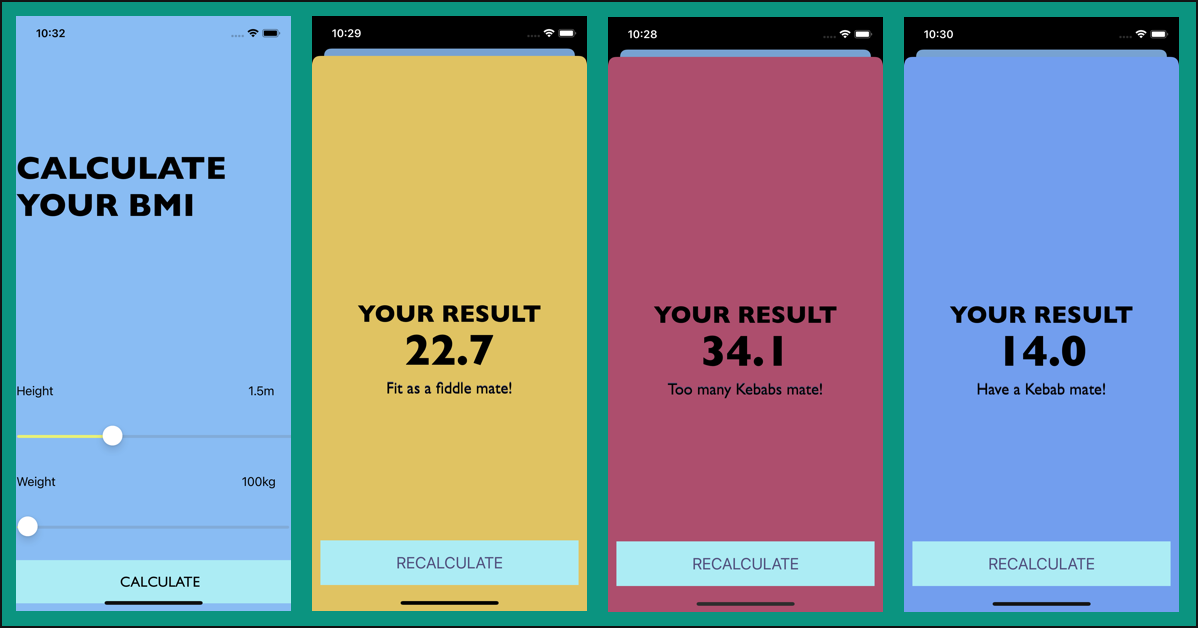 10:32
CALCULATE
YOUR BMI
Height 1.5m
Weight 100kg
CALCULATE
10:29
YOUR RESULT
22.7
Fit as a fiddle mate!
RECALCULATE
10:28
YOUR RESULT
34.1
Too many Kebabs mate!
RECALCULATE
10:30
YOUR RESULT
14.0
Have a Kebab mate!
RECALCULATE